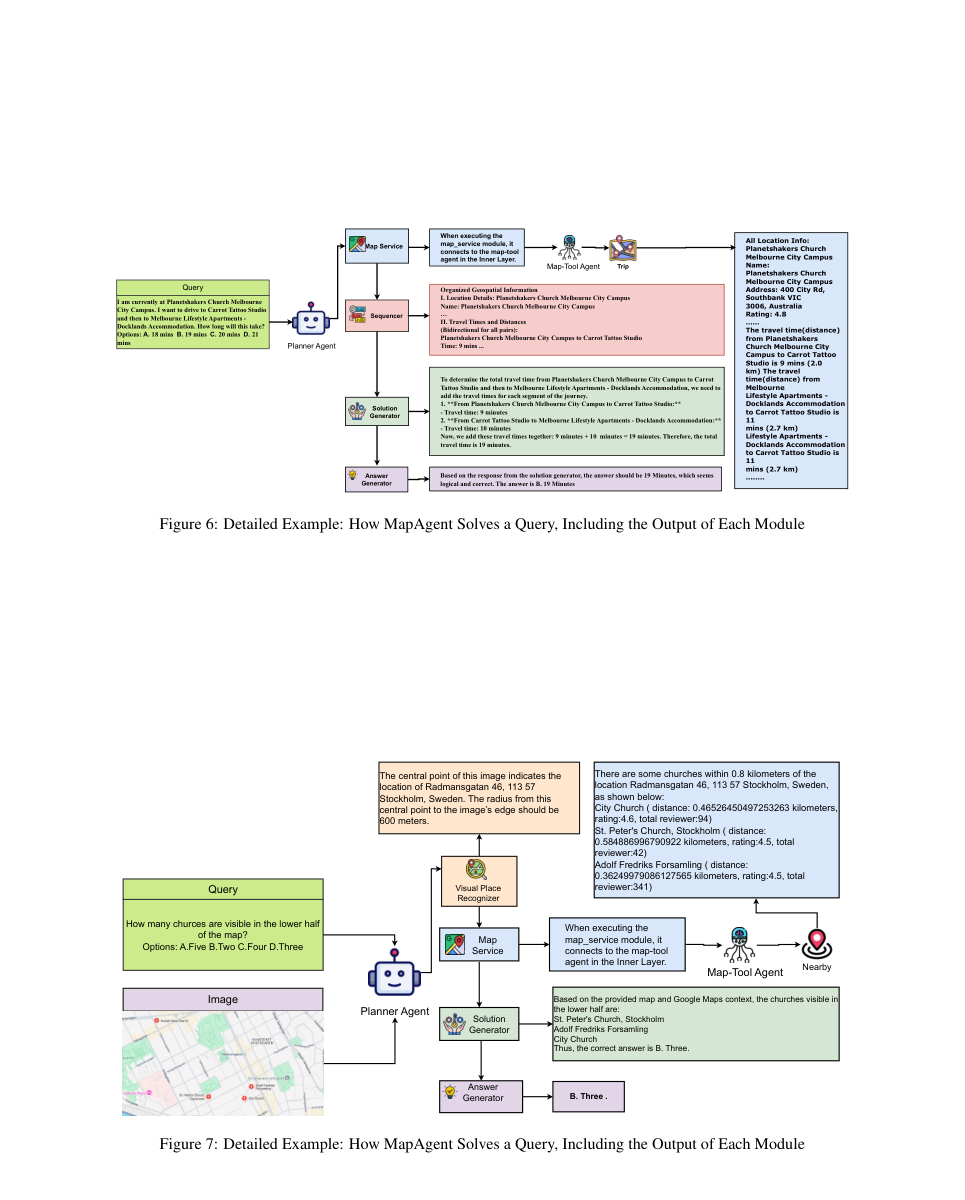 Query
I am currently at Planetshakers Church Melbourne
City Campus. I want to drive to Carrot Tattoo Studio
and then to Melbourne Lifestyle Apartments -
Docklands Accommodation. How long will this take?
Options: A. 18 mins B. 19 mins C. 20 mins D. 21
mins
Planner Agent
Map Service
When executing the
map_service module, it
connects to the map-tool
agent in the Inner Layer.
Map-Tool Agent
Trip
All Location Info:
Planetshakers Church
Melbourne City Campus
Name:
Planetshakers Church
Melbourne City Campus
Address: 400 City Rd,
Southbank VIC
3006, Australia
Rating: 4.8
......
The travel time(distance)
from Planetshakers
Church Melbourne City
Campus to Carrot Tattoo
Studio is 9 mins (2.0
km) The travel
time(distance) from
Melbourne
Lifestyle Apartments -
Docklands Accommodation
to Carrot Tattoo Studio is
11
mins (2.7 km)
Lifestyle Apartments -
Docklands Accommodation
to Carrot Tattoo Studio is
11
mins (2.7 km)
........
Sequencer
Organized Geospatial Information
I. Location Details: Planetshakers Church Melbourne City Campus
Name: Planetshakers Church Melbourne City Campus
...
II. Travel Times and Distances
(Bidirectional for all pairs):
Planetshakers Church Melbourne City Campus to Carrot Tattoo Studio
Time: 9 mins ...
Solution
Generator
To determine the total travel time from Planetshakers Church Melbourne City Campus to Carrot
Tattoo Studio and then to Melbourne Lifestyle Apartments - Docklands Accommodation, we need to
add the travel times for each segment of the journey.
1. **From Planetshakers Church Melbourne City Campus to Carrot Tattoo Studio:**
- Travel time: 9 minutes
2. **From Carrot Tattoo Studio to Melbourne Lifestyle Apartments - Docklands Accommodation:**
- Travel time: 10 minutes
Now, we add these travel times together: 9 minutes + 10 minutes = 19 minutes. Therefore, the total
travel time is 19 minutes.
Answer
Generator
Based on the response from the solution generator, the answer should be 19 Minutes, which seems
logical and correct. The answer is B. 19 Minutes
Figure 6: Detailed Example: How MapAgent Solves a Query, Including the Output of Each Module
Query
How many churces are visible in the lower half
of the map?
Options: A.Five B.Two C.Four D.Three
Image
Planner Agent
The central point of this image indicates the
location of Radmansgatan 46, 113 57
Stockholm, Sweden. The radius from this
central point to the image's edge should be
600 meters.
Visual Place
Recognizer
Map
Service
When executing the
map_service module, it
connects to the map-tool
agent in the Inner Layer.
Map-Tool Agent
Nearby
There are some churches within 0.8 kilometers of the
location Radmansgatan 46, 113 57 Stockholm, Sweden,
as shown below:
City Church ( distance: 0.46526450497253263 kilometers,
rating:4.6, total reviewer:94)
St. Peter's Church, Stockholm ( distance:
0.584886996790922 kilometers, rating:4.5, total
reviewer:42)
Adolf Fredriks Forsamling ( distance:
0.36249979086127565 kilometers, rating:4.5, total
reviewer:341)
Solution
Generator
Based on the provided map and Google Maps context, the churches visible in
the lower half are:
St. Peter's Church, Stockholm
Adolf Fredriks Forsamling
City Church
Thus, the correct answer is B. Three.
Answer
Generator
B. Three .
Figure 7: Detailed Example: How MapAgent Solves a Query, Including the Output of Each Module